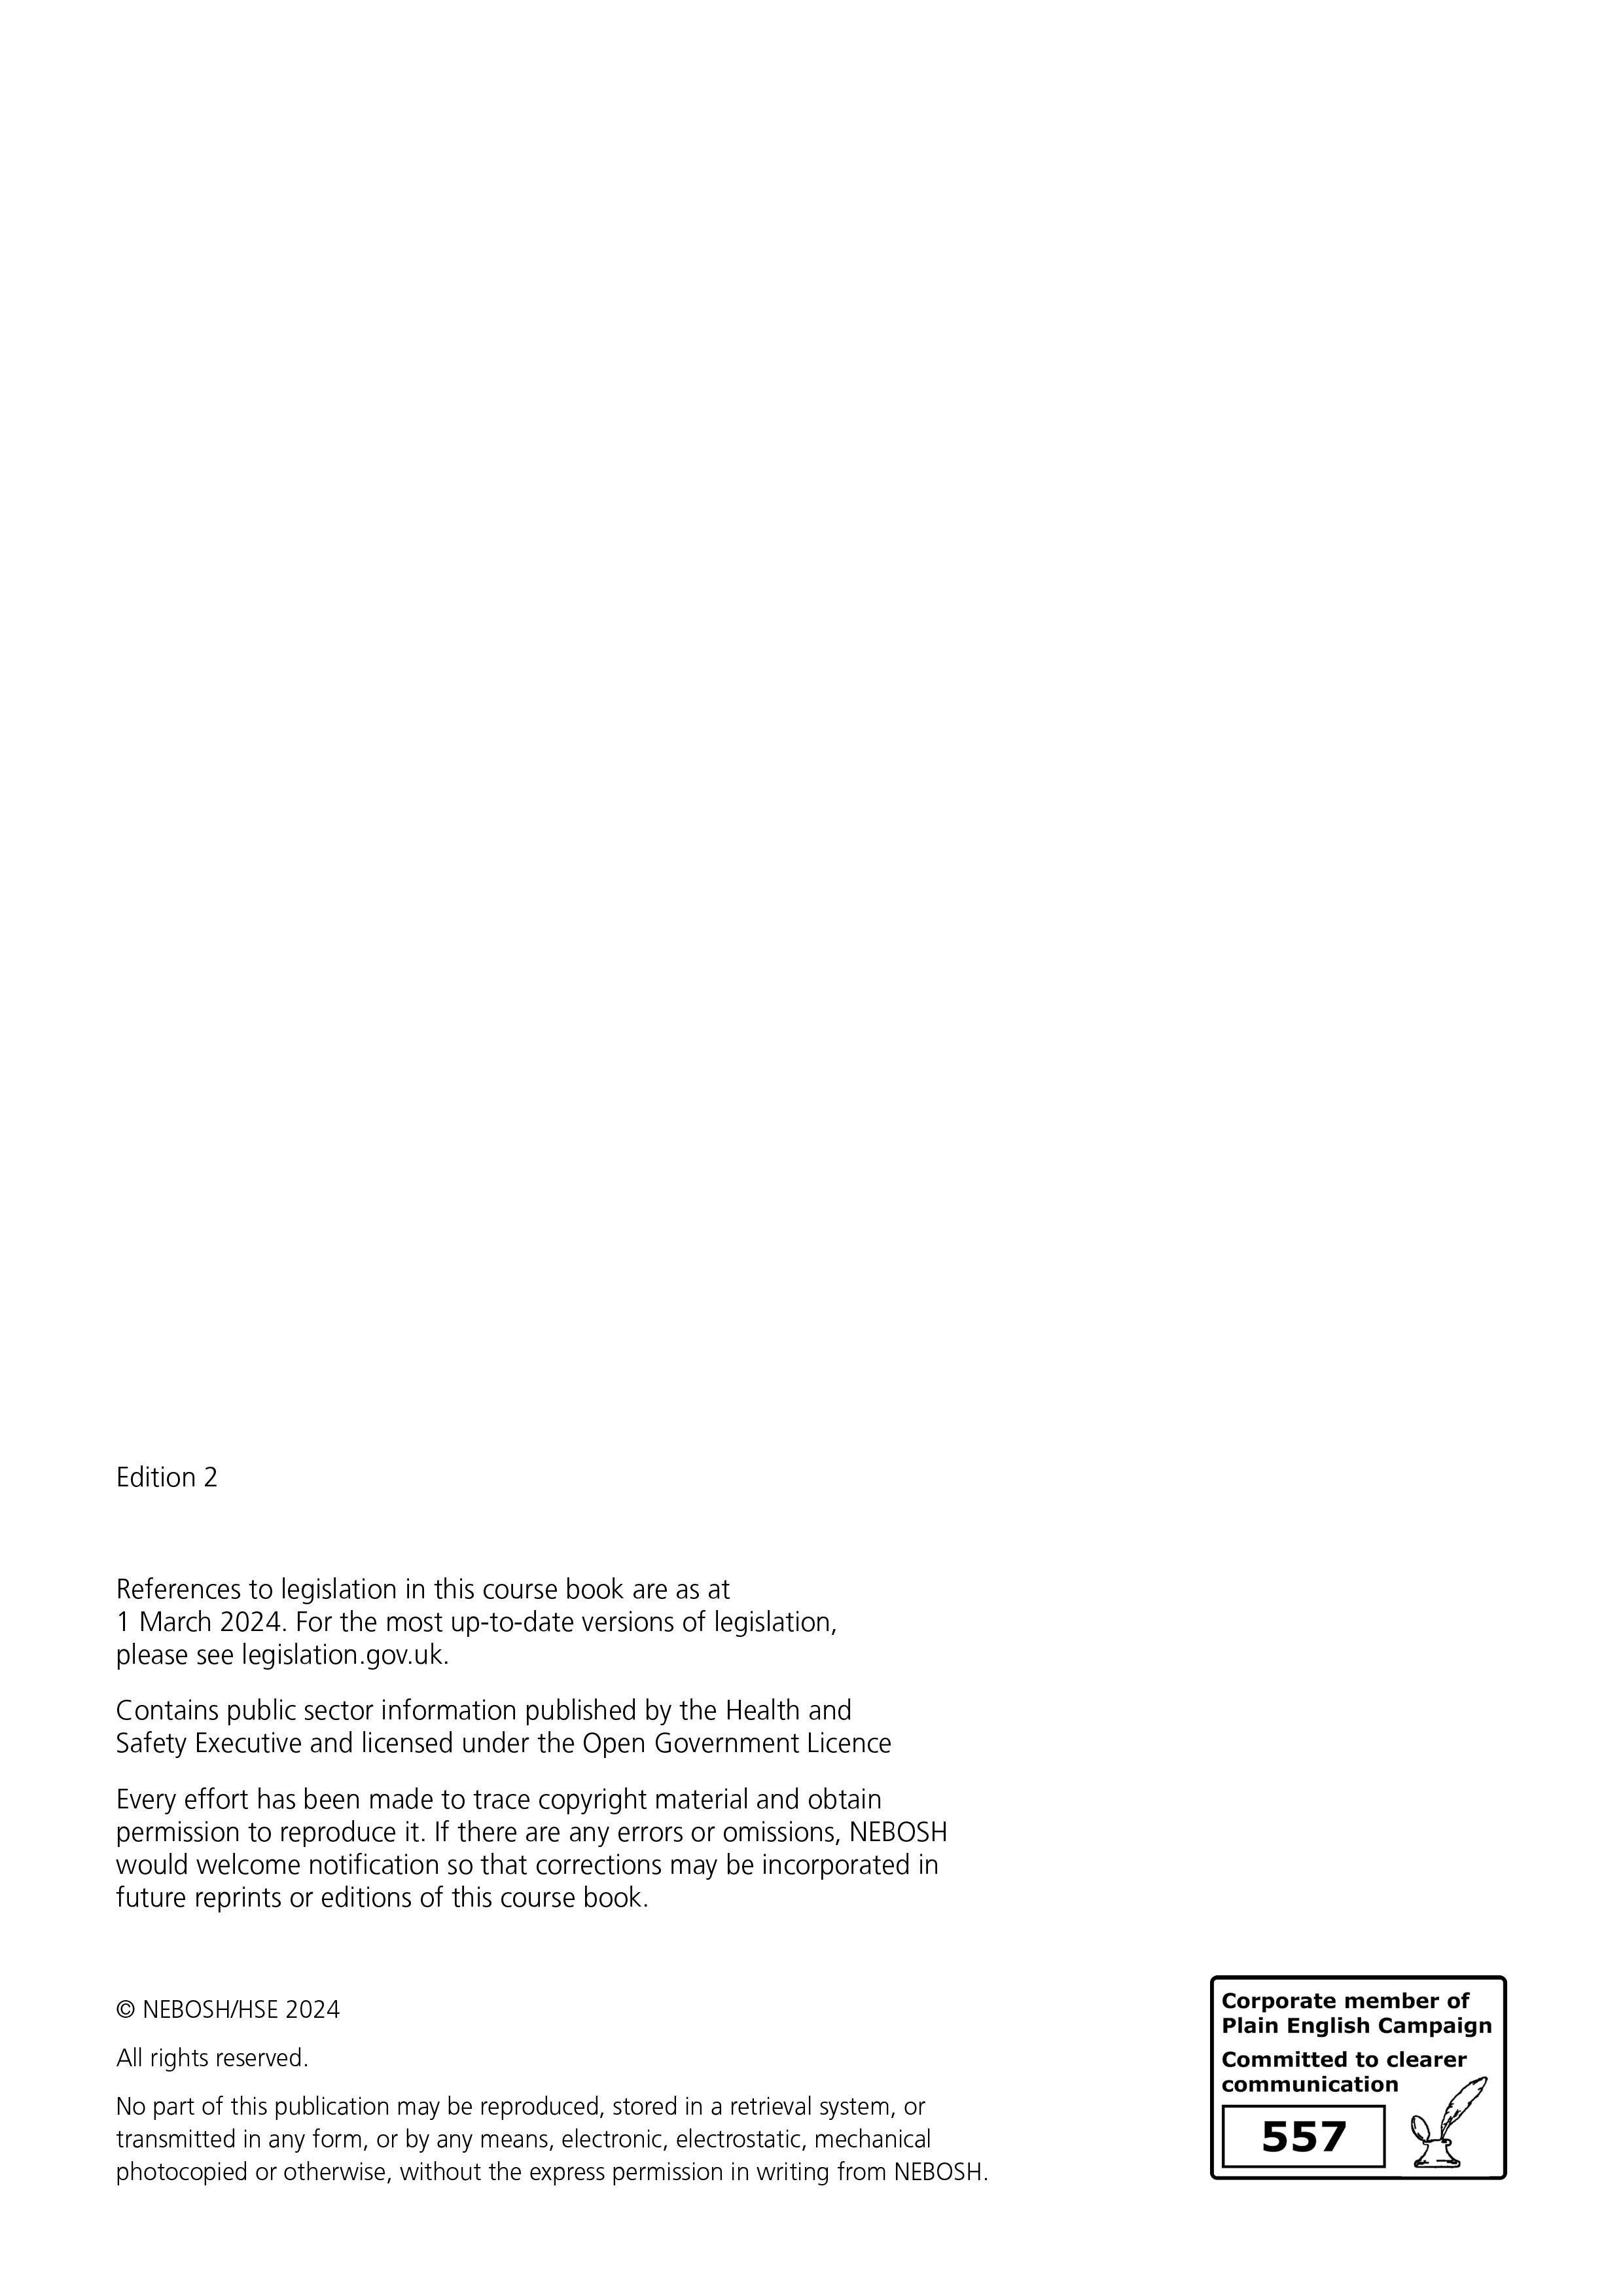 Edition 2
References to legislation in this course book are as at
1 March 2024. For the most up-to-date versions of legislation,
please see legislation.gov.uk.
Contains public sector information published by the Health and
Safety Executive and licensed under the Open Government Licence
Every effort has been made to trace copyright material and obtain
permission to reproduce it. If there are any errors or omissions, NEBOSH
would welcome notification so that corrections may be incorporated in
future reprints or editions of this course book.
© NEBOSH/HSE 2024
All rights reserved.
No part of this publication may be reproduced, stored in a retrieval system, or
transmitted in any form, or by any means, electronic, electrostatic, mechanical
photocopied or otherwise, without the express permission in writing from NEBOSH.
Corporate member of
Plain English Campaign
Committed to clearer
communication
557